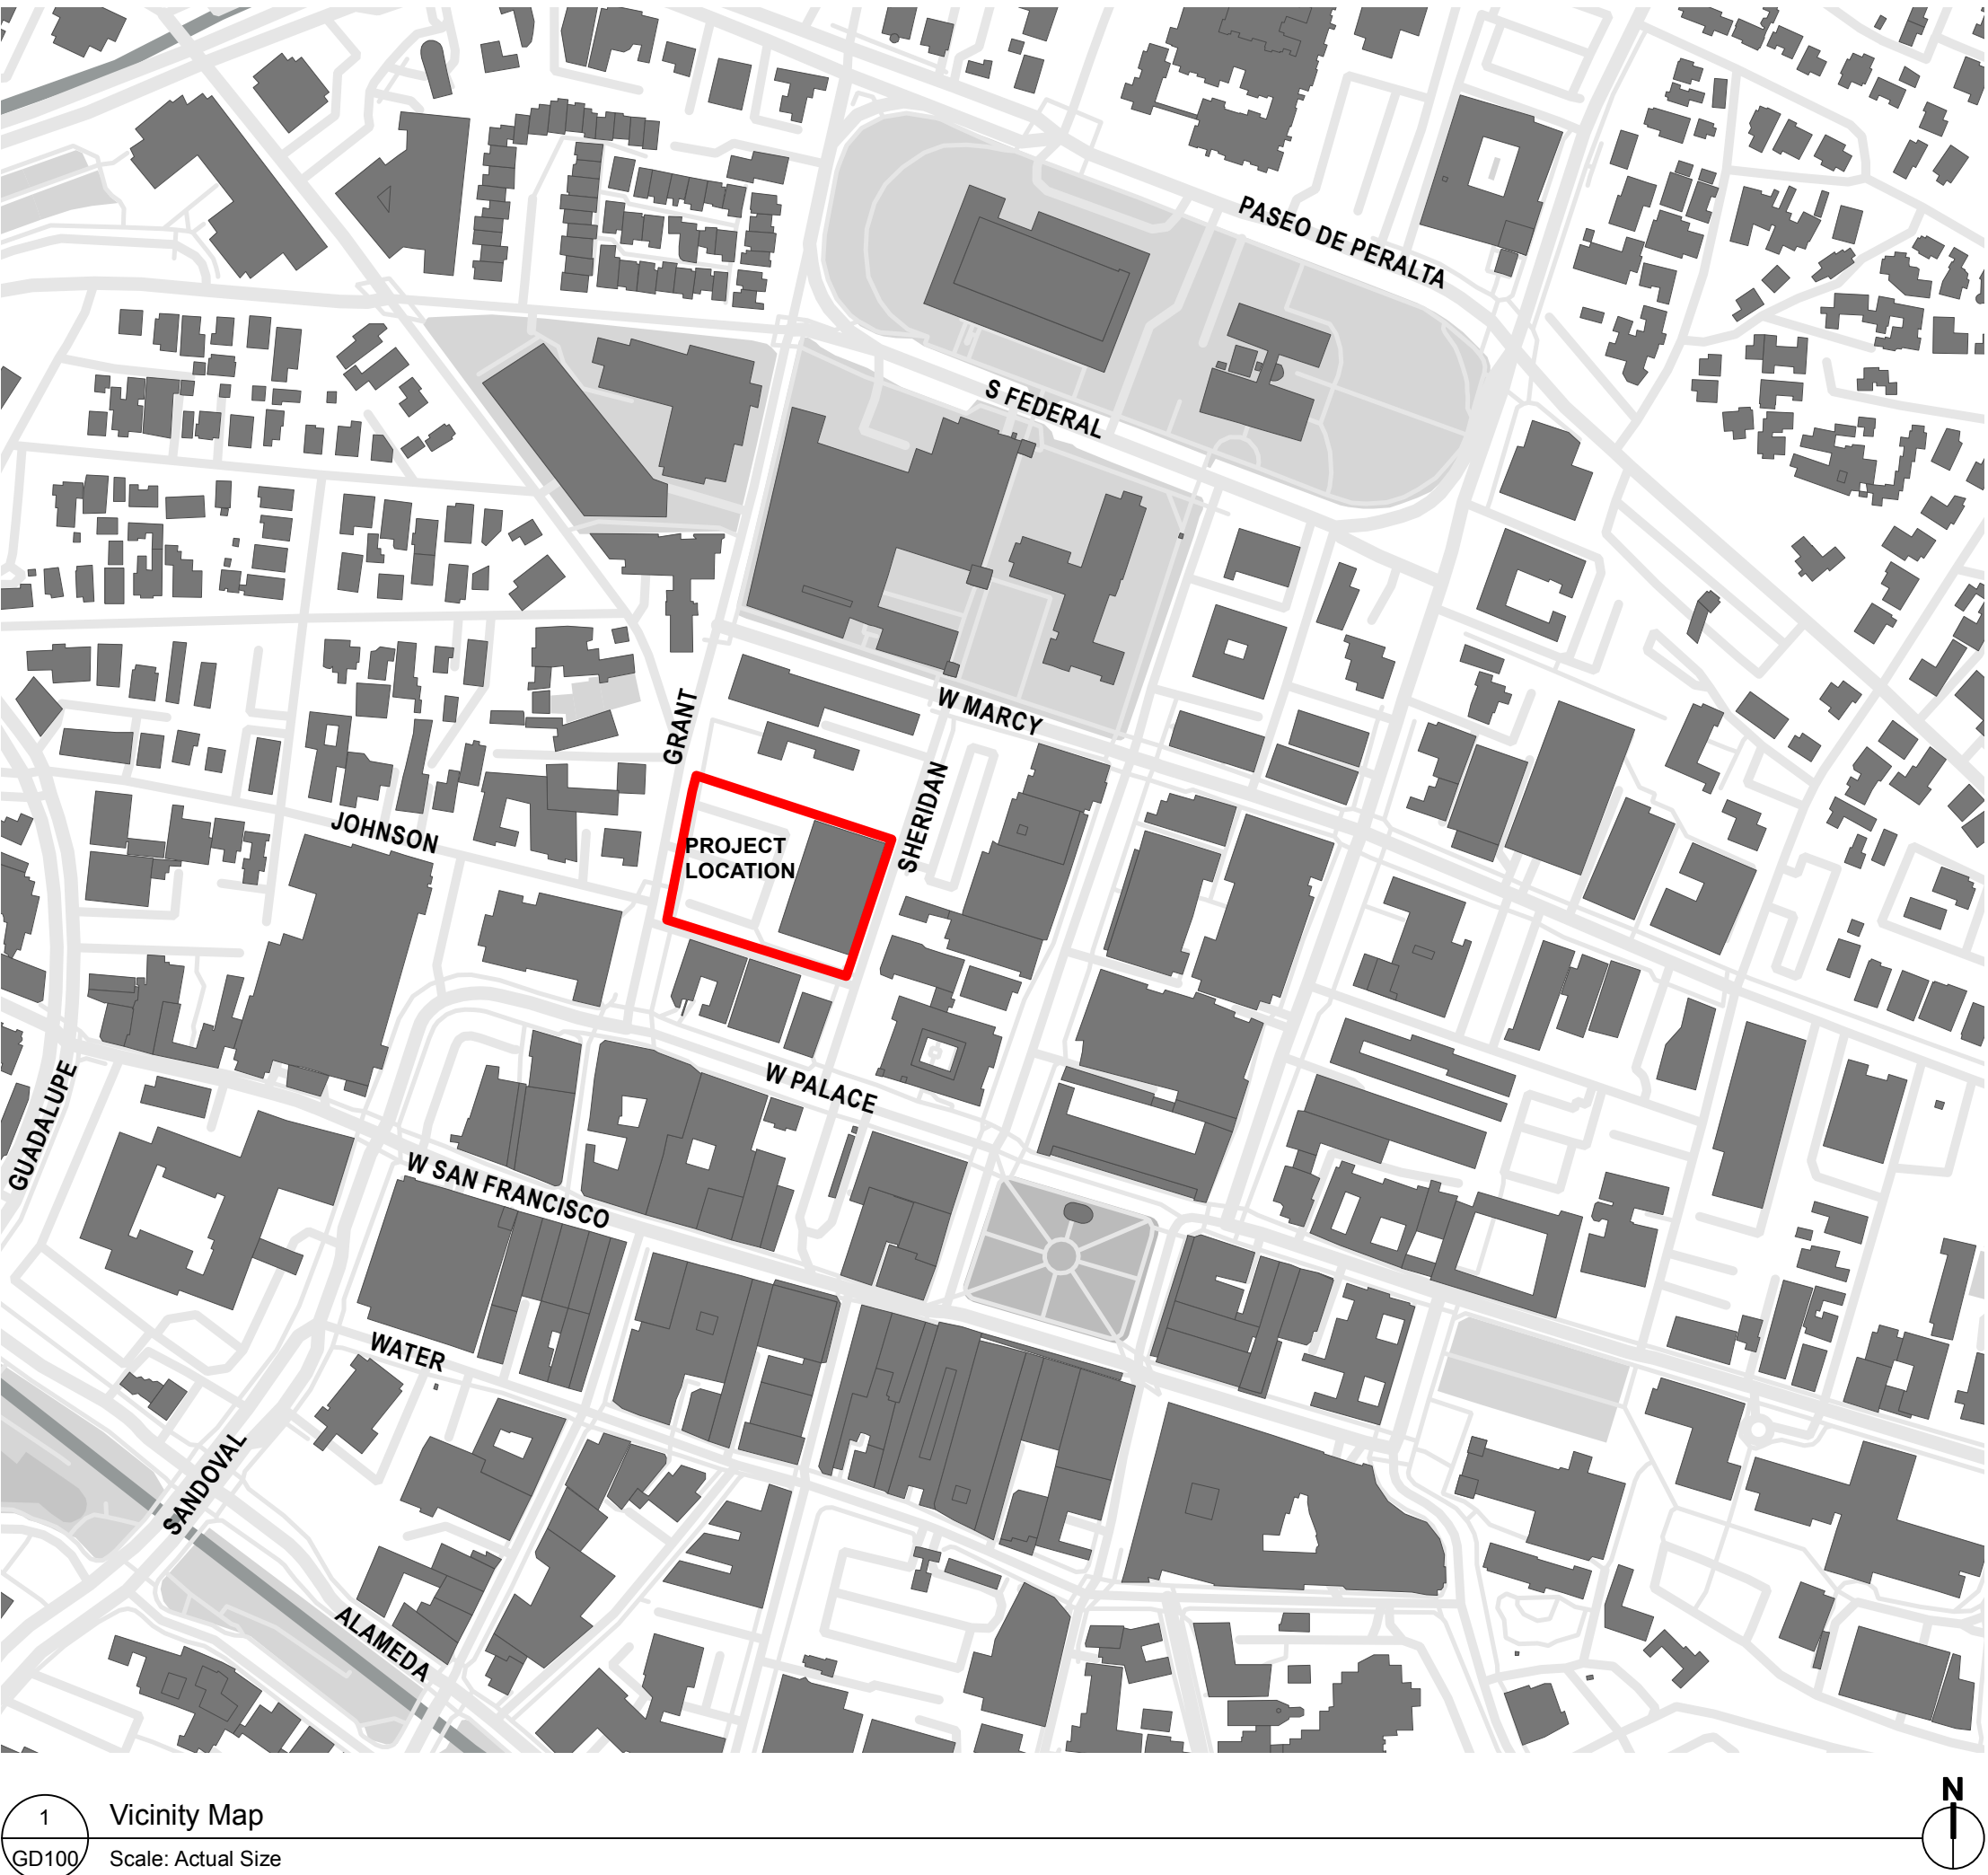 PASEO DE PERALTA
S FEDERAL
W MARCY
GRANT
SHERIDAN
JOHNSON
PROJECT
LOCATION
W PALACE
GUADALUPE
W SAN FRANCISCO
WATER
SANDOVAL
ALAMEDA
N
1
Vicinity Map
GD100
Scale: Actual Size